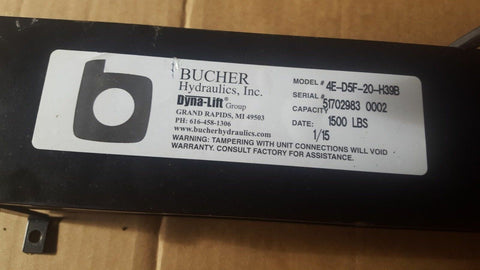 b
BUCHER
Hydraulics, Inc.
Dyna-Lift® Group
GRAND RAPIDS, MI 49503
PH: 616-458-1306
www.bucherhydraulics.com
MODEL # 4E-D5F-20-H39B
SERIAL # 51702983 0002
CAPACITY 1500 LBS
DATE: 1/15
WARNING: TAMPERING WITH UNIT CONNECTIONS WILL VOID
WARRANTY. CONSULT FACTORY FOR ASSISTANCE.